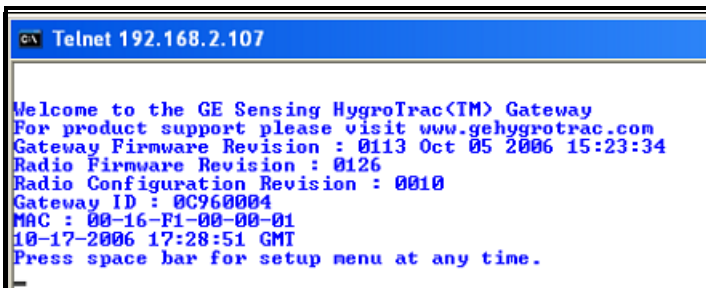 Telnet 192.168.2.107
Welcome to the GE Sensing HygroTrac(TM) Gateway
For product support please visit www.gehygrotrac.com
Gateway Firmware Revision : 0113 Oct 05 2006 15:23:34
Radio Firmware Revision : 0126
Radio Configuration Revision : 0010
Gateway ID : 0C960004
MAC : 00-16-F1-00-00-01
10-17-2006 17:28:51 GMT
Press space bar for setup menu at any time.